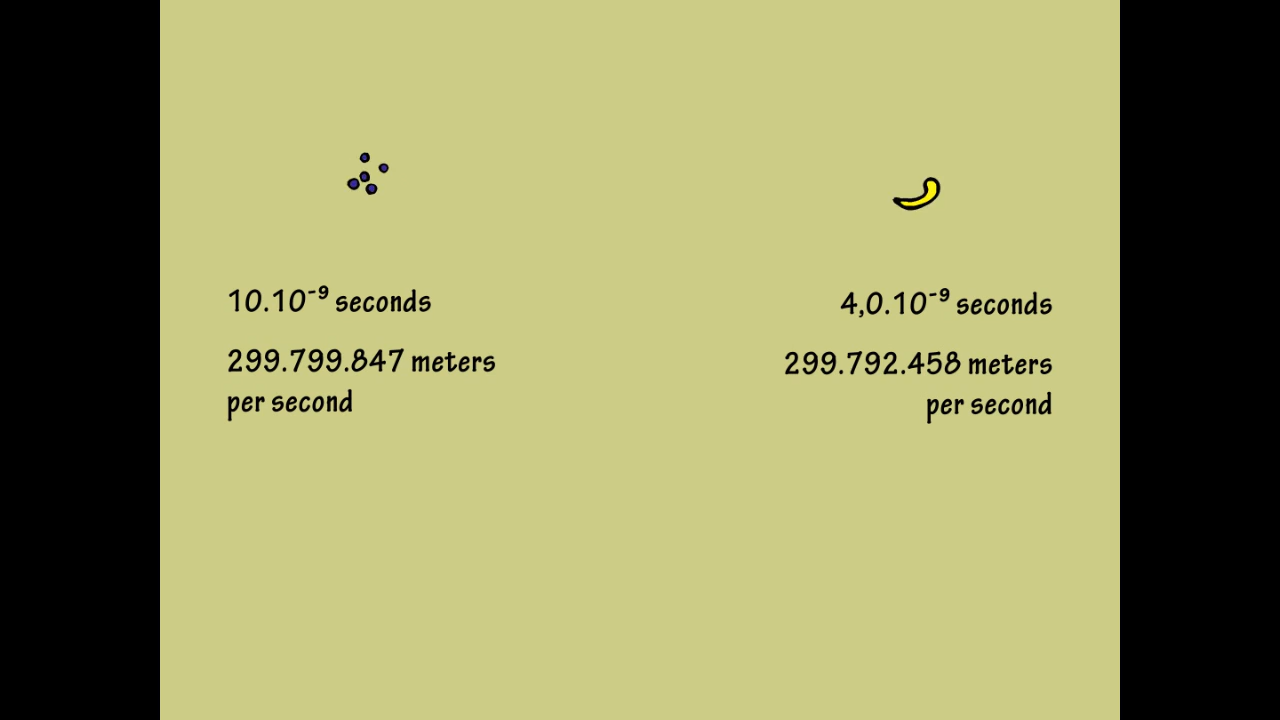 10.10⁻⁹ seconds
299.799.847 meters
per second
4,0.10⁻⁹ seconds
299.792.458 meters
per second